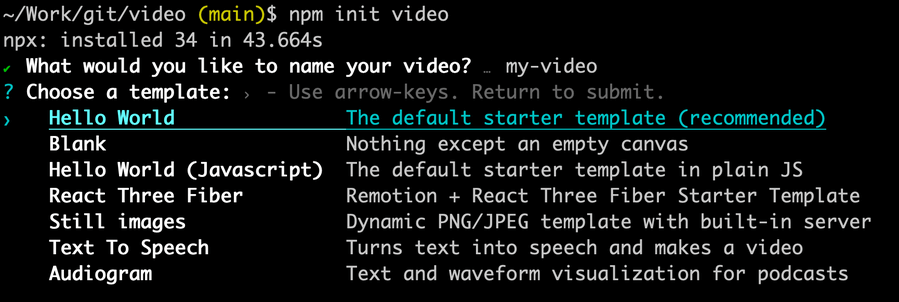 ~/Work/git/video (main)$ npm init video
npx: installed 34 in 43.664s
✔ What would you like to name your video? … my-video
? Choose a template: › - Use arrow-keys. Return to submit.
❯ Hello World The default starter template (recommended)
Blank Nothing except an empty canvas
Hello World (Javascript) The default starter template in plain JS
React Three Fiber Remotion + React Three Fiber Starter Template
Still images Dynamic PNG/JPEG template with built-in server
Text To Speech Turns text into speech and makes a video
Audiogram Text and waveform visualization for podcasts